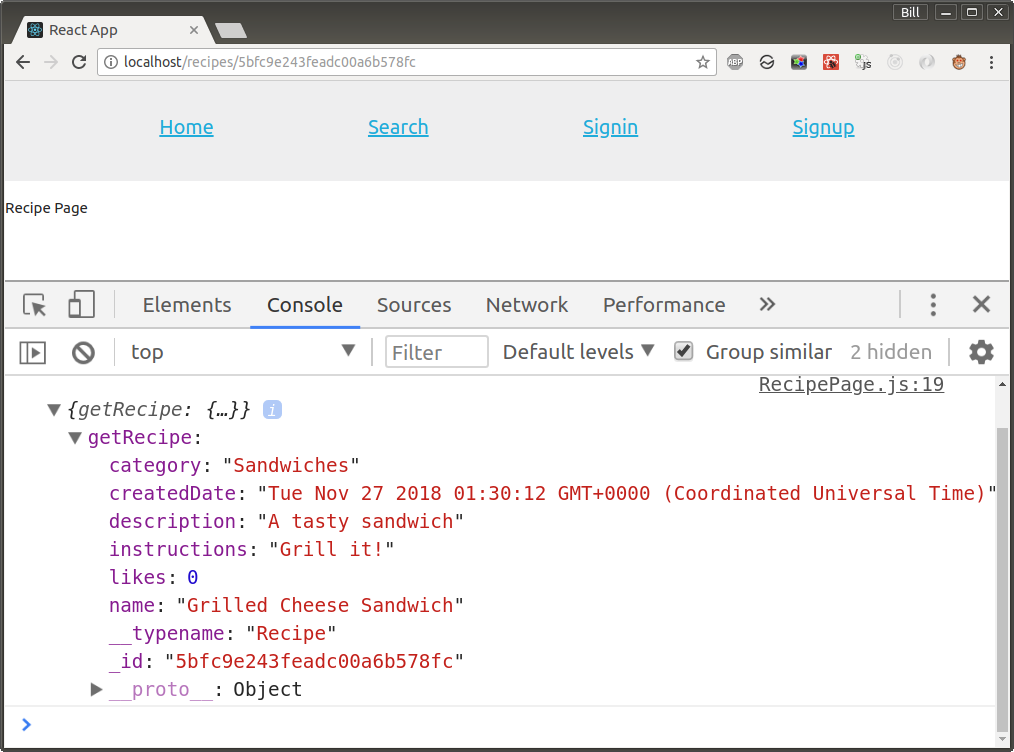 Bill
React App
localhost/recipes/5bfc9e243feadc00a6b578fc
ABP
js
Home Search Signin Signup
Recipe Page
Elements Console Sources Network Performance »
top Filter Default levels Group similar 2 hidden
RecipePage.js:19
{getRecipe: {…}} i
getRecipe:
category: "Sandwiches"
createdDate: "Tue Nov 27 2018 01:30:12 GMT+0000 (Coordinated Universal Time)"
description: "A tasty sandwich"
instructions: "Grill it!"
likes: 0
name: "Grilled Cheese Sandwich"
__typename: "Recipe"
_id: "5bfc9e243feadc00a6b578fc"
__proto__: Object